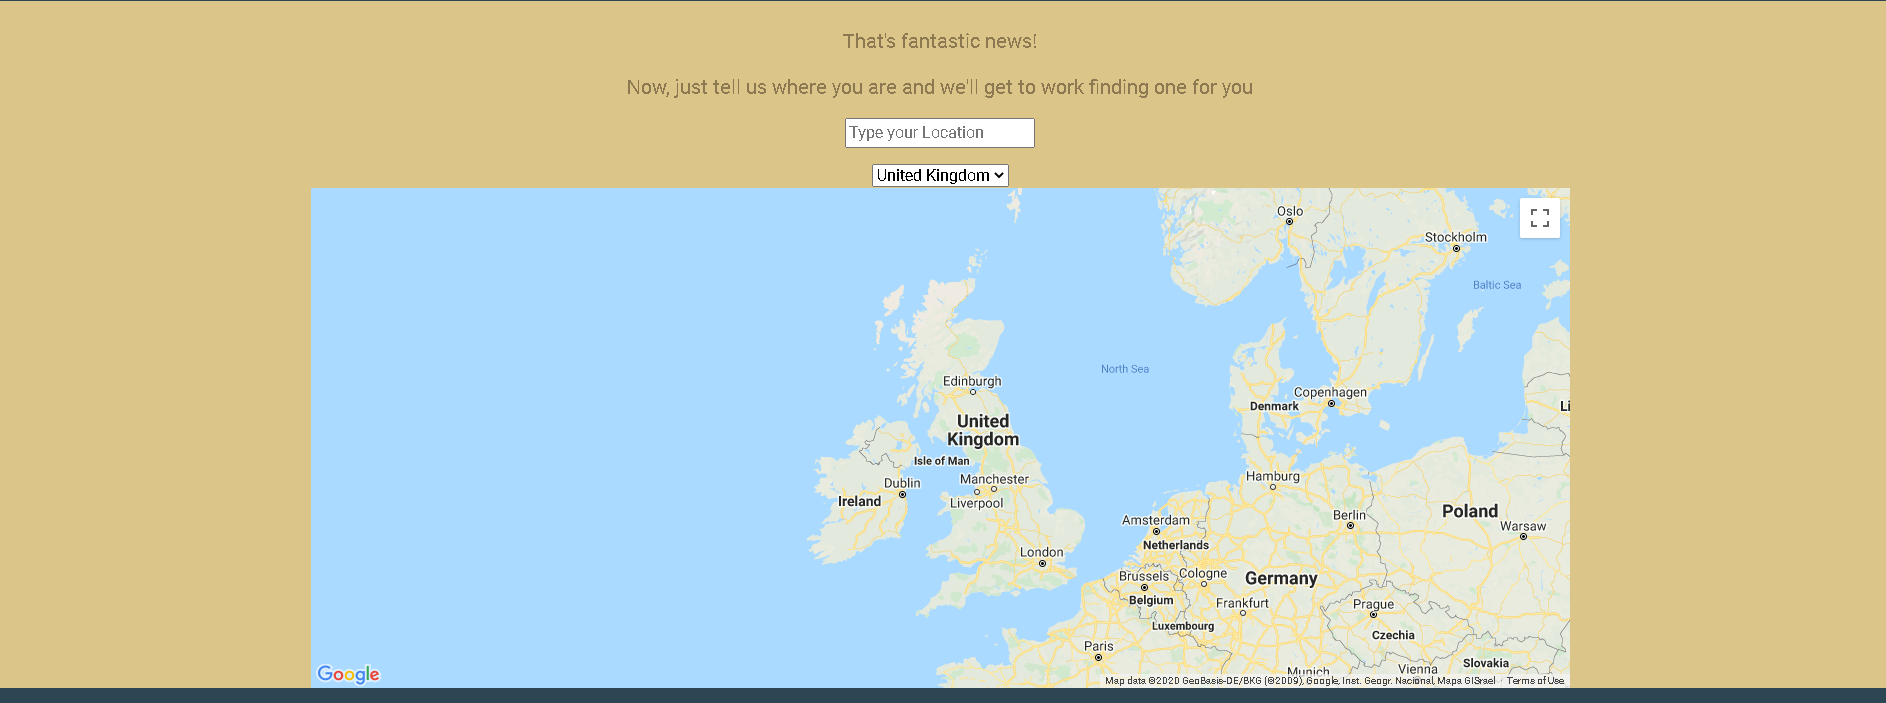 That's fantastic news!
Now, just tell us where you are and we'll get to work finding one for you
Type your Location
United Kingdom
Oslo
Stockholm
Baltic Sea
North Sea
Edinburgh
Copenhagen
Denmark
Li
United
Kingdom
Isle of Man
Manchester
Hamburg
Dublin
Ireland
Liverpool
Poland
Berlin
Amsterdam
Warsaw
Netherlands
London
Brussels
Cologne
Germany
Belgium
Frankfurt
Prague
Luxembourg
Czechia
Paris
Slovakia
Munich
Vienna
Google
Map data ©2020 GeoBasis-DE/BKG (©2009), Google, Inst. Geogr. Nacional, Mapa GISrael
Terms of Use